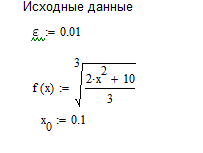 Исходные данные
ε := 0.01
f(x) := ∛((2·x² + 10)/3)
x₀ := 0.1